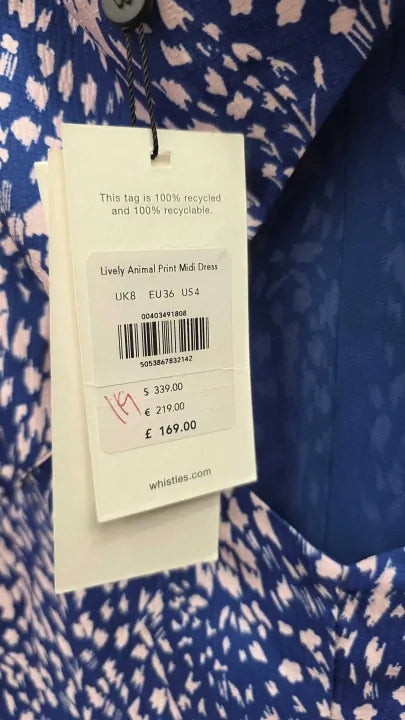 This tag is 100% recycled
and 100% recyclable.
Lively Animal Print Midi Dress
UK8 EU36 US4
00403491808
5053867832142
$ 339.00
€ 219.00
£ 169.00
whistles.com